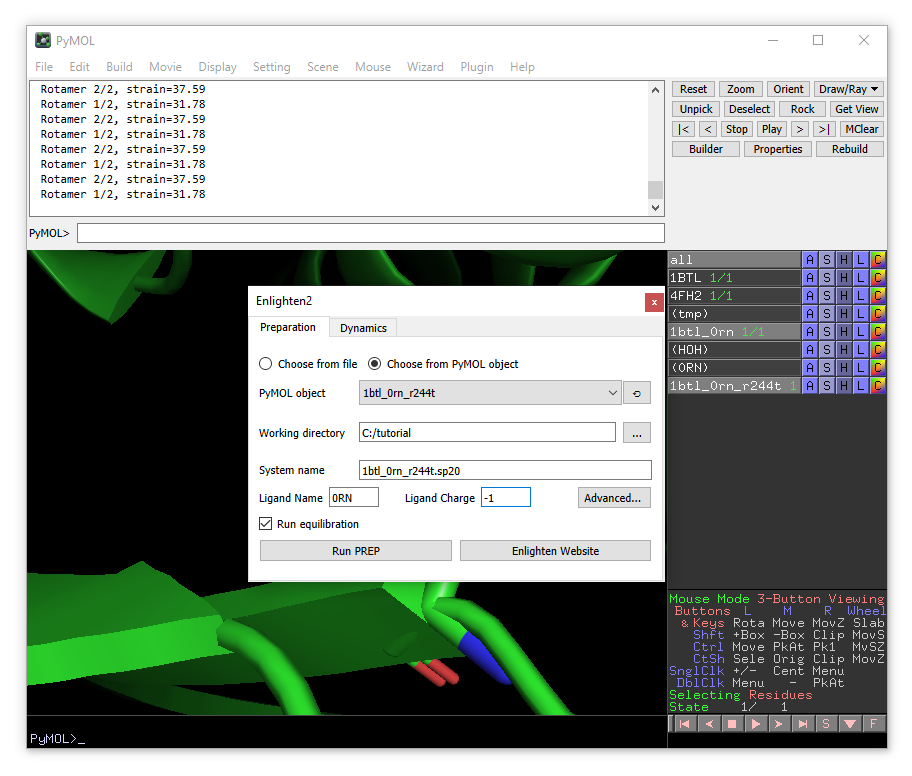 PyMOL
File Edit Build Movie Display Setting Scene Mouse Wizard Plugin Help
Rotamer 2/2, strain=37.59
Rotamer 1/2, strain=31.78
Rotamer 2/2, strain=37.59
Rotamer 1/2, strain=31.78
Rotamer 2/2, strain=37.59
Rotamer 1/2, strain=31.78
Rotamer 2/2, strain=37.59
Rotamer 1/2, strain=31.78
PyMOL>
Reset Zoom Orient Draw/Ray
Unpick Deselect Rock Get View
|< < Stop Play > >| MClear
Builder Properties Rebuild
all A S H L C
1BTL 1/1 A S H L C
4FH2 1/1 A S H L C
(tmp) A S H L C
1btl_0rn 1/1 A S H L C
(HOH) A S H L C
(0RN) A S H L C
1btl_0rn_r244t 1 A S H L C
Enlighten2
x
Preparation Dynamics
Choose from file Choose from PyMOL object
PyMOL object 1btl_0rn_r244t
Working directory C:/tutorial ...
System name 1btl_0rn_r244t.sp20
Ligand Name 0RN Ligand Charge -1 Advanced...
Run equilibration
Run PREP Enlighten Website
Mouse Mode 3-Button Viewing
Buttons L M R Wheel
& Keys Rota Move MovZ Slab
Shft +Box -Box Clip MovS
Ctrl Move PkAt Pk1 MvSZ
CtSh Sele Orig Clip MovZ
SnglClk +/- Cent Menu
DblClk Menu - PkAt
Selecting Residues
State 1/ 1
S F
PyMOL>_